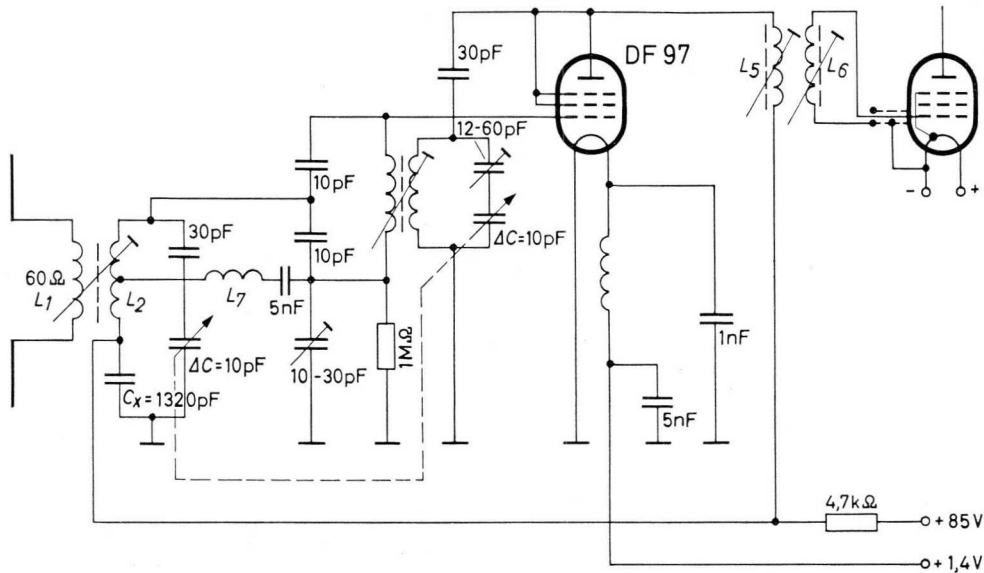 30pF
DF 97
L5
L6
12-60pF
10pF
ΔC=10pF
- +
30pF
10pF
60Ω
L1
L2
L7
5nF
1MΩ
1nF
ΔC=10pF
10-30pF
Cx=1320pF
5nF
4,7kΩ
+85V
+1,4V